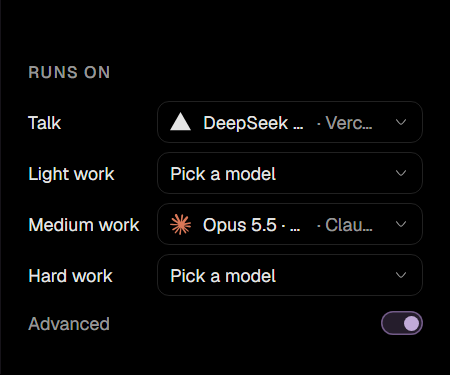 RUNS ON
Talk DeepSeek ... · Verc...
Light work Pick a model
Medium work Opus 5.5 · ... · Clau...
Hard work Pick a model
Advanced